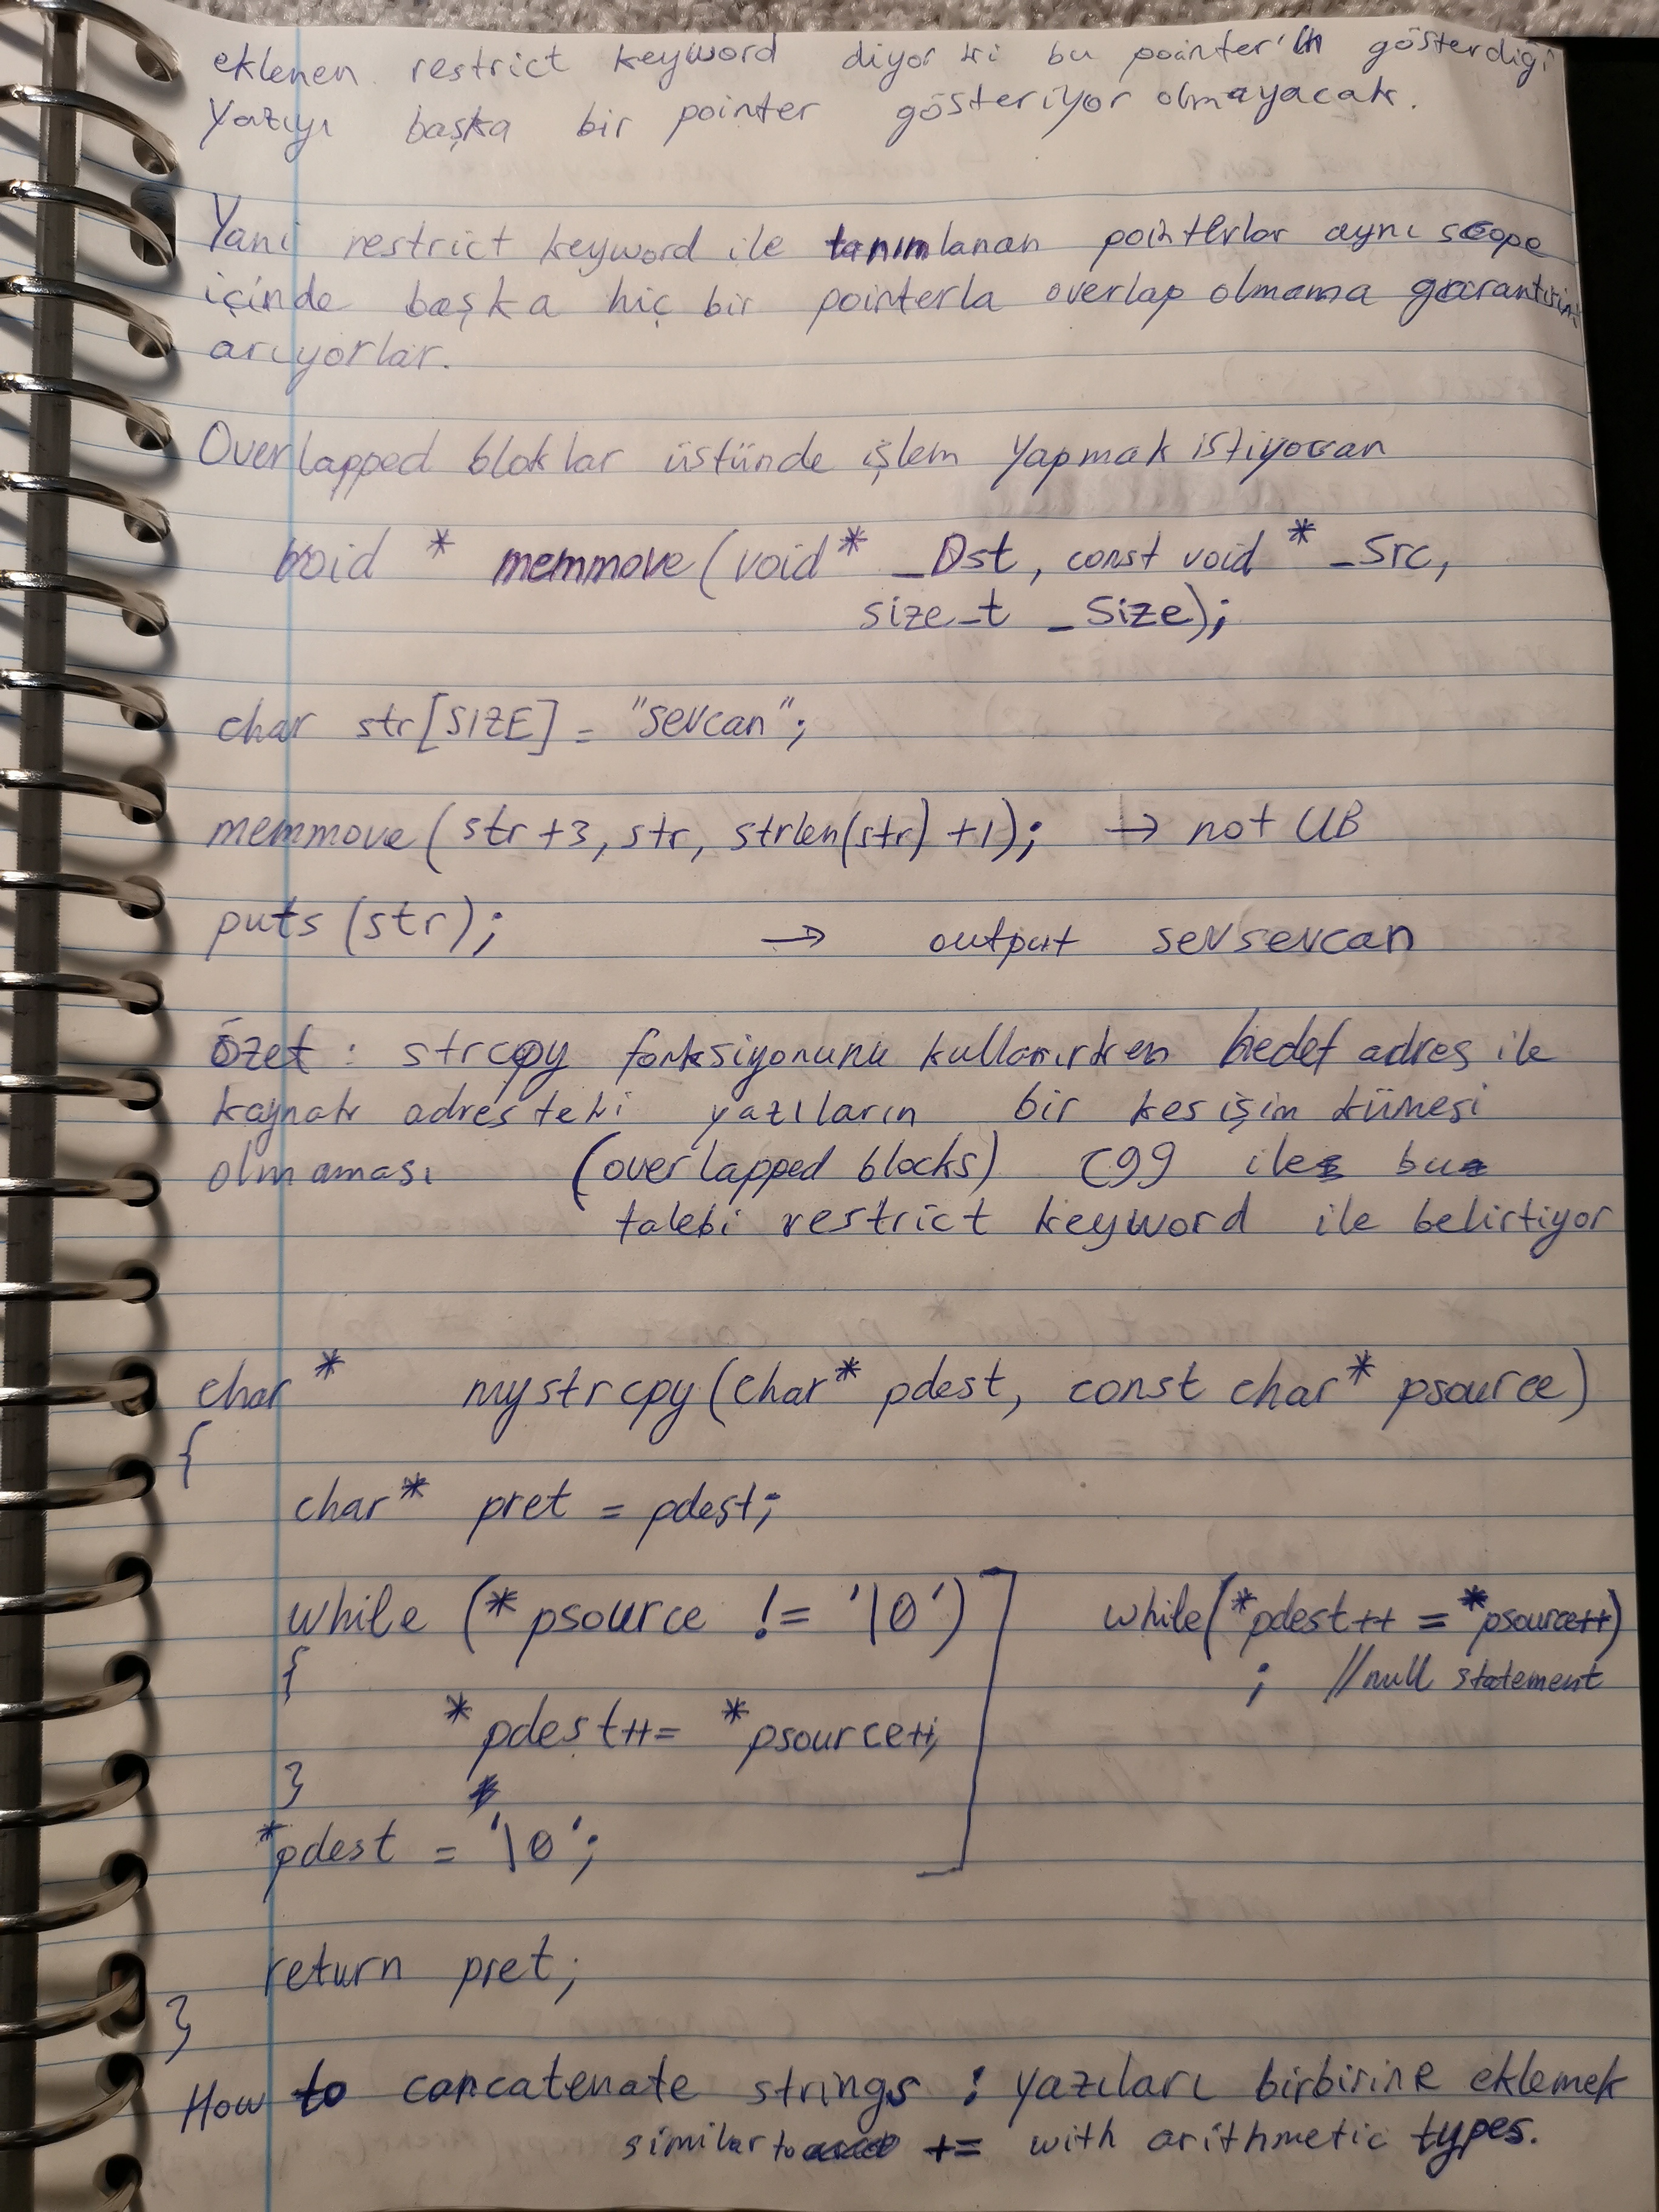 eklenen restrict keyword diyor ki bu pointer'ın gösterdiği
yazıyı başka bir pointer gösteriyor olmayacak.
Yani restrict keyword ile tanımlanan pointerlar aynı scope
içinde başka hiç bir pointerla overlap olmama garantisini
arıyorlar.
Overlapped bloklar üstünde işlem yapmak istiyorsan
void * memmove(void* _Dst, const void * _Src,
size_t _Size);
char str[SIZE] = "sevcan";
memmove(str+3, str, strlen(str)+1); → not UB
puts(str); → output sevsevcan
Özet : strcpy fonksiyonunu kullanırken hedef adres ile
kaynak adresteki yazıların bir kesişim kümesi
olmaması (overlapped blocks) C99 ile bu
talebi restrict keyword ile belirtiyor
char * mystrcpy(char* pdest, const char* psource)
{
char* pret = pdest;
while (*psource != '\0') while(*pdest++ = *psource++)
{ ; //null statement
*pdest++= *psource++;
}
*pdest = '\0';
return pret;
}
How to concatenate strings : yazıları birbirine eklemek
similar to += with arithmetic types.